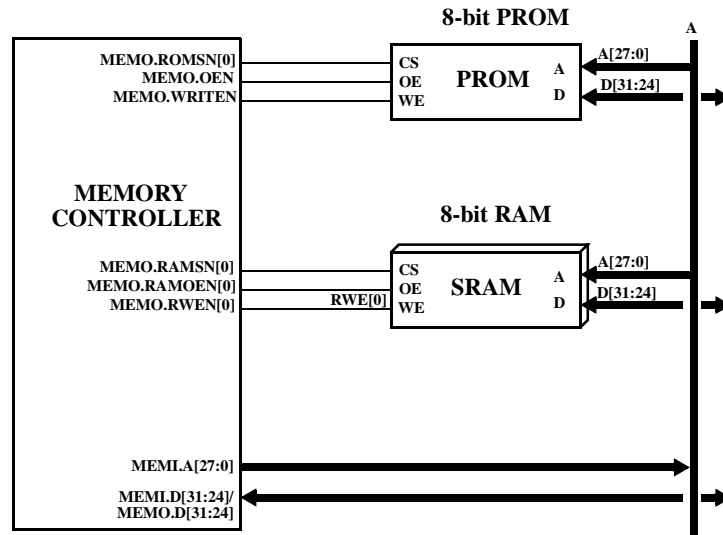 8-bit PROM
A
MEMO.ROMSN[0]
MEMO.OEN
MEMO.WRITEN
CS
OE
WE
PROM
A
D
A[27:0]
D[31:24]
MEMORY
CONTROLLER
8-bit RAM
MEMO.RAMSN[0]
MEMO.RAMOEN[0]
MEMO.RWEN[0]
RWE[0]
CS
OE
WE
SRAM
A
D
A[27:0]
D[31:24]
MEMI.A[27:0]
MEMI.D[31:24]/
MEMO.D[31:24]